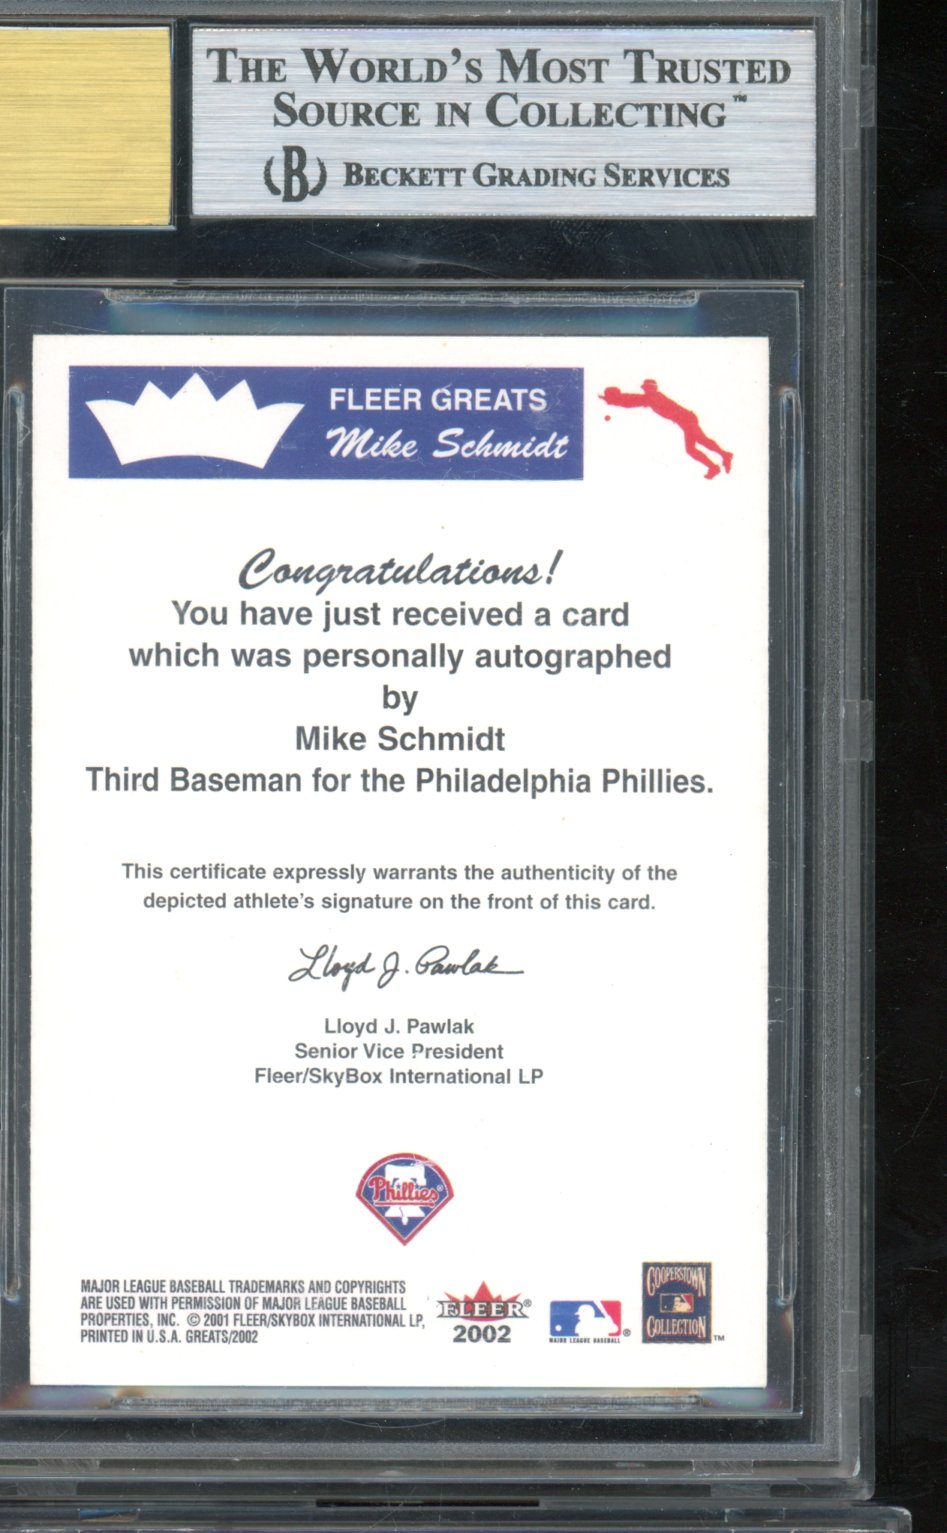 THE WORLD'S MOST TRUSTED
SOURCE IN COLLECTING™
(B) BECKETT GRADING SERVICES
FLEER GREATS
Mike Schmidt
Congratulations!
You have just received a card
which was personally autographed
by
Mike Schmidt
Third Baseman for the Philadelphia Phillies.
This certificate expressly warrants the authenticity of the
depicted athlete's signature on the front of this card.
Lloyd J. Pawlak
Lloyd J. Pawlak
Senior Vice President
Fleer/SkyBox International LP
Phillies®
MAJOR LEAGUE BASEBALL TRADEMARKS AND COPYRIGHTS
ARE USED WITH PERMISSION OF MAJOR LEAGUE BASEBALL
PROPERTIES, INC. © 2001 FLEER/SKYBOX INTERNATIONAL LP,
PRINTED IN U.S.A. GREATS/2002
FLEER®
2002
MAJOR LEAGUE BASEBALL®
COOPERSTOWN
COLLECTION™